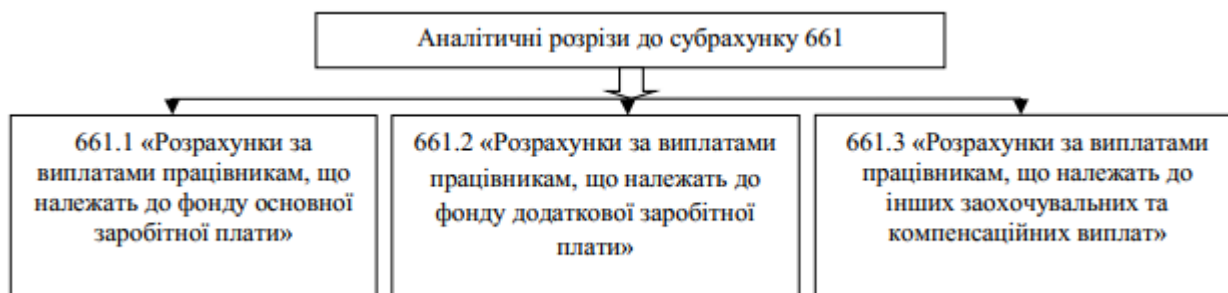 Аналітичні розрізи до субрахунку 661
661.1 «Розрахунки за
виплатами працівникам, що
належать до фонду основної
заробітної плати»
661.2 «Розрахунки за виплатами
працівникам, що належать до
фонду додаткової заробітної
плати»
661.3 «Розрахунки за виплатами
працівникам, що належать до
інших заохочувальних та
компенсаційних виплат»